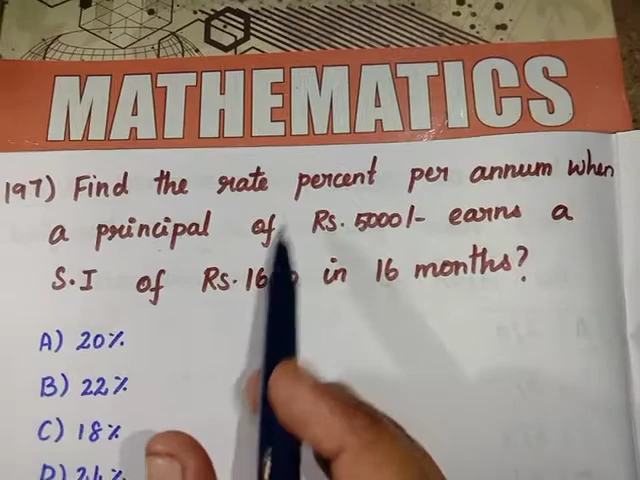 MATHEMATICS
197) Find the rate percent per annum when
a principal of Rs. 5000/- earns a
S.I of in 16 months?
A) 20%
B) 22%
C) 18%
D) 24%